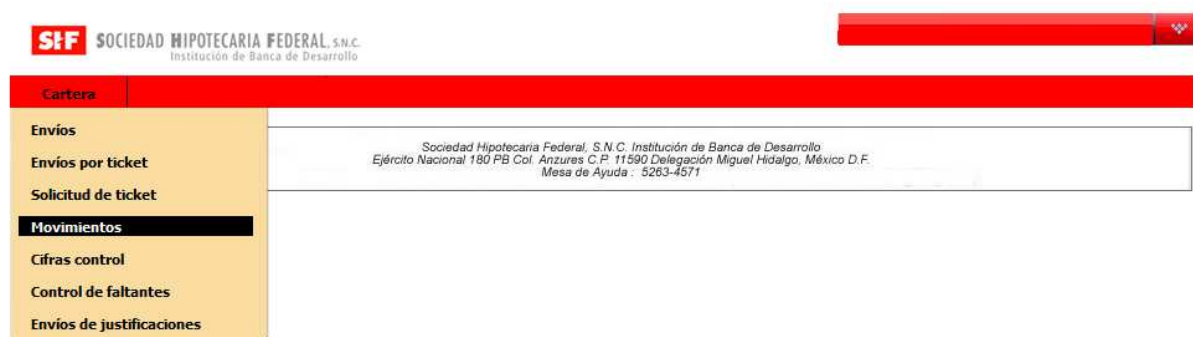 SHF SOCIEDAD HIPOTECARIA FEDERAL, S.N.C.
Institución de Banca de Desarrollo
Cartera
Envíos
Envíos por ticket
Solicitud de ticket
Movimientos
Cifras control
Control de faltantes
Envíos de justificaciones
Sociedad Hipotecaria Federal, S.N.C. Institución de Banca de Desarrollo
Ejército Nacional 180 PB Col. Anzures C.P. 11590 Delegación Miguel Hidalgo, México D.F.
Mesa de Ayuda : 5263-4571